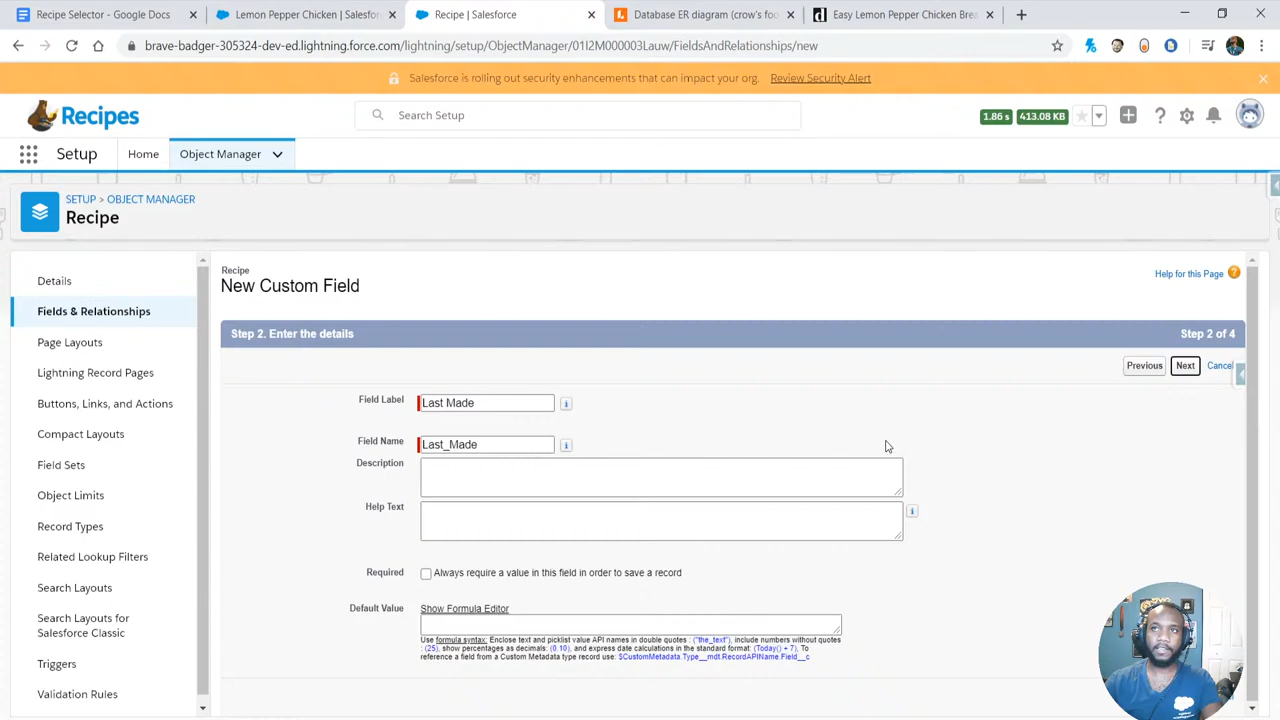 Recipe Selector - Google Docs
Lemon Pepper Chicken | Salesfor
Recipe | Salesforce
Database ER diagram (crow's foo
Easy Lemon Pepper Chicken Brea
brave-badger-305324-dev-ed.lightning.force.com/lightning/setup/ObjectManager/01I2M000003Lauw/FieldsAndRelationships/new
Salesforce is rolling out security enhancements that can impact your org. Review Security Alert
Recipes
Search Setup
1.86 s 413.08 KB
Setup Home Object Manager
SETUP > OBJECT MANAGER
Recipe
Details
Fields & Relationships
Page Layouts
Lightning Record Pages
Buttons, Links, and Actions
Compact Layouts
Field Sets
Object Limits
Record Types
Related Lookup Filters
Search Layouts
Search Layouts for
Salesforce Classic
Triggers
Validation Rules
Recipe
New Custom Field
Help for this Page
Step 2. Enter the details
Step 2 of 4
Previous Next Cancel
Field Label Last Made
Field Name Last_Made
Description
Help Text
Required Always require a value in this field in order to save a record
Default Value Show Formula Editor
Use formula syntax: Enclose text and picklist value API names in double quotes : ("the_text"), include numbers without quotes
: (25), show percentages as decimals: (0.10), and express date calculations in the standard format: (Today() + 7), To
reference a field from a Custom Metadata type record use: $CustomMetadata.Type__mdt.RecordAPIName.Field__c